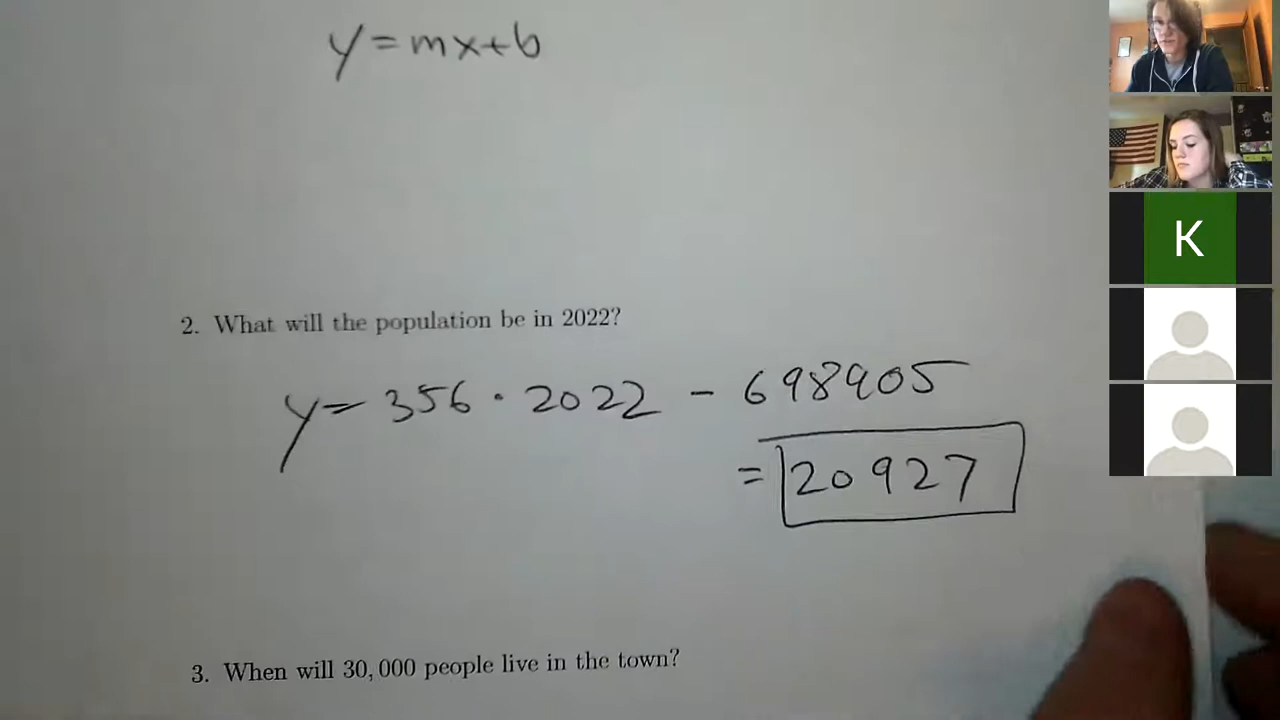 y=mx+b
2. What will the population be in 2022?
y= 356 · 2022 - 698905
= 20927
3. When will 30,000 people live in the town?
K